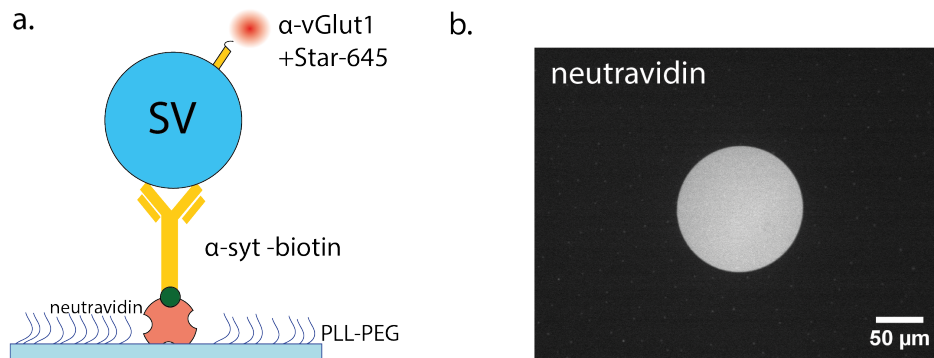 a.
α-vGlut1
+Star-645
SV
α-syt -biotin
neutravidin
PLL-PEG
b.
neutravidin
50 µm